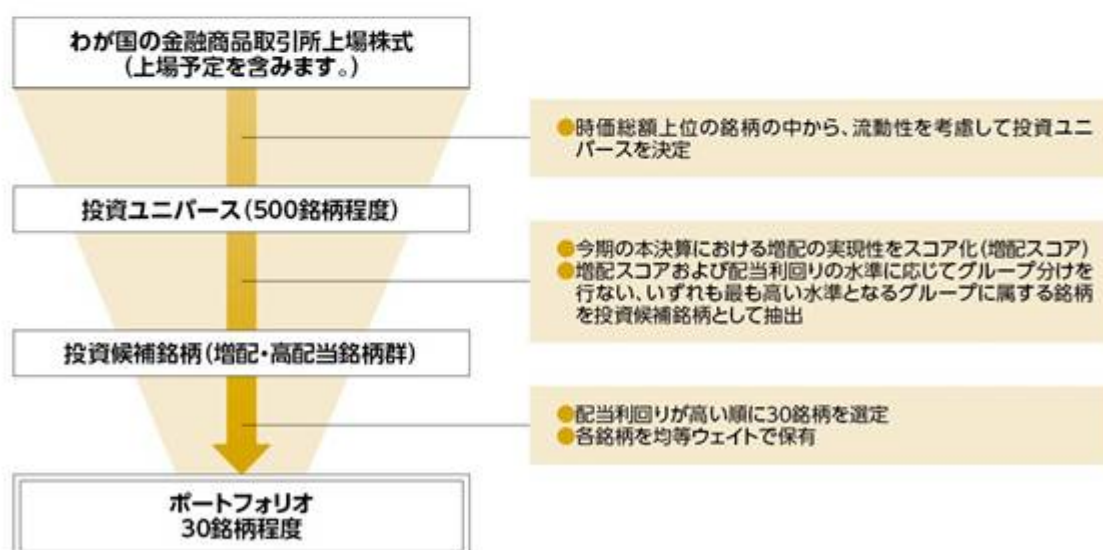 わが国の金融商品取引所上場株式
(上場予定を含みます。)
●時価総額上位の銘柄の中から、流動性を考慮して投資ユニ
バースを決定
投資ユニバース(500銘柄程度)
●今期の本決算における増配の実現性をスコア化(増配スコア)
●増配スコアおよび配当利回りの水準に応じてグループ分けを
行ない、いずれも最も高い水準となるグループに属する銘柄
を投資候補銘柄として抽出
投資候補銘柄(増配・高配当銘柄群)
●配当利回りが高い順に30銘柄を選定
●各銘柄を均等ウェイトで保有
ポートフォリオ
30銘柄程度